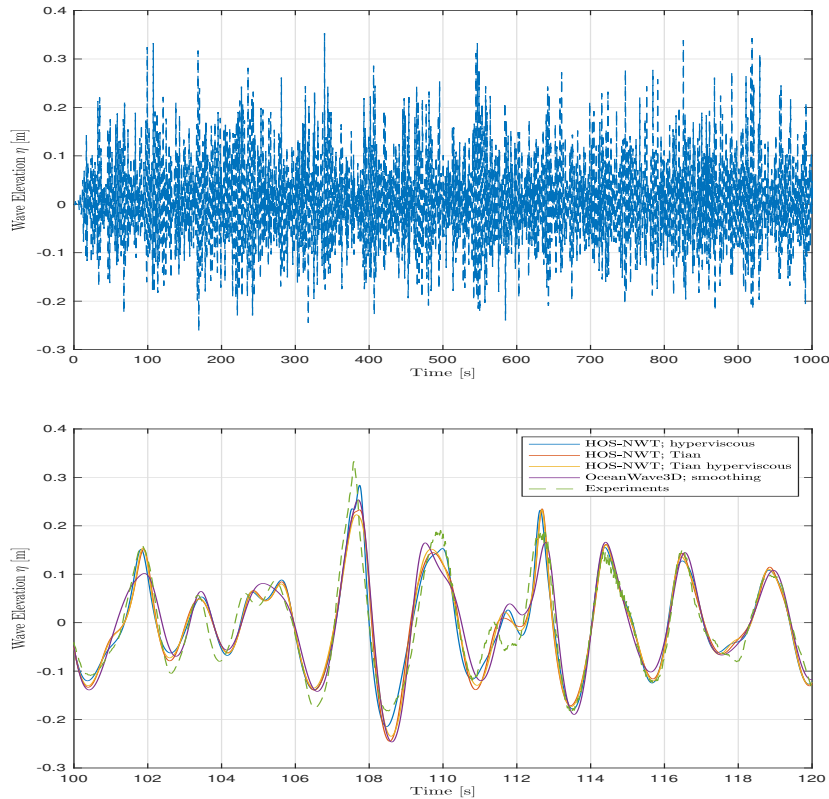 0.4
0.3
0.2
0.1
0
-0.1
-0.2
-0.3
Wave Elevation η [m]
0 100 200 300 400 500 600 700 800 900 1000
Time [s]
0.4
0.3
0.2
0.1
0
-0.1
-0.2
-0.3
Wave Elevation η [m]
HOS-NWT; hyperviscous
HOS-NWT; Tian
HOS-NWT; Tian hyperviscous
OceanWave3D; smoothing
Experiments
100 102 104 106 108 110 112 114 116 118 120
Time [s]